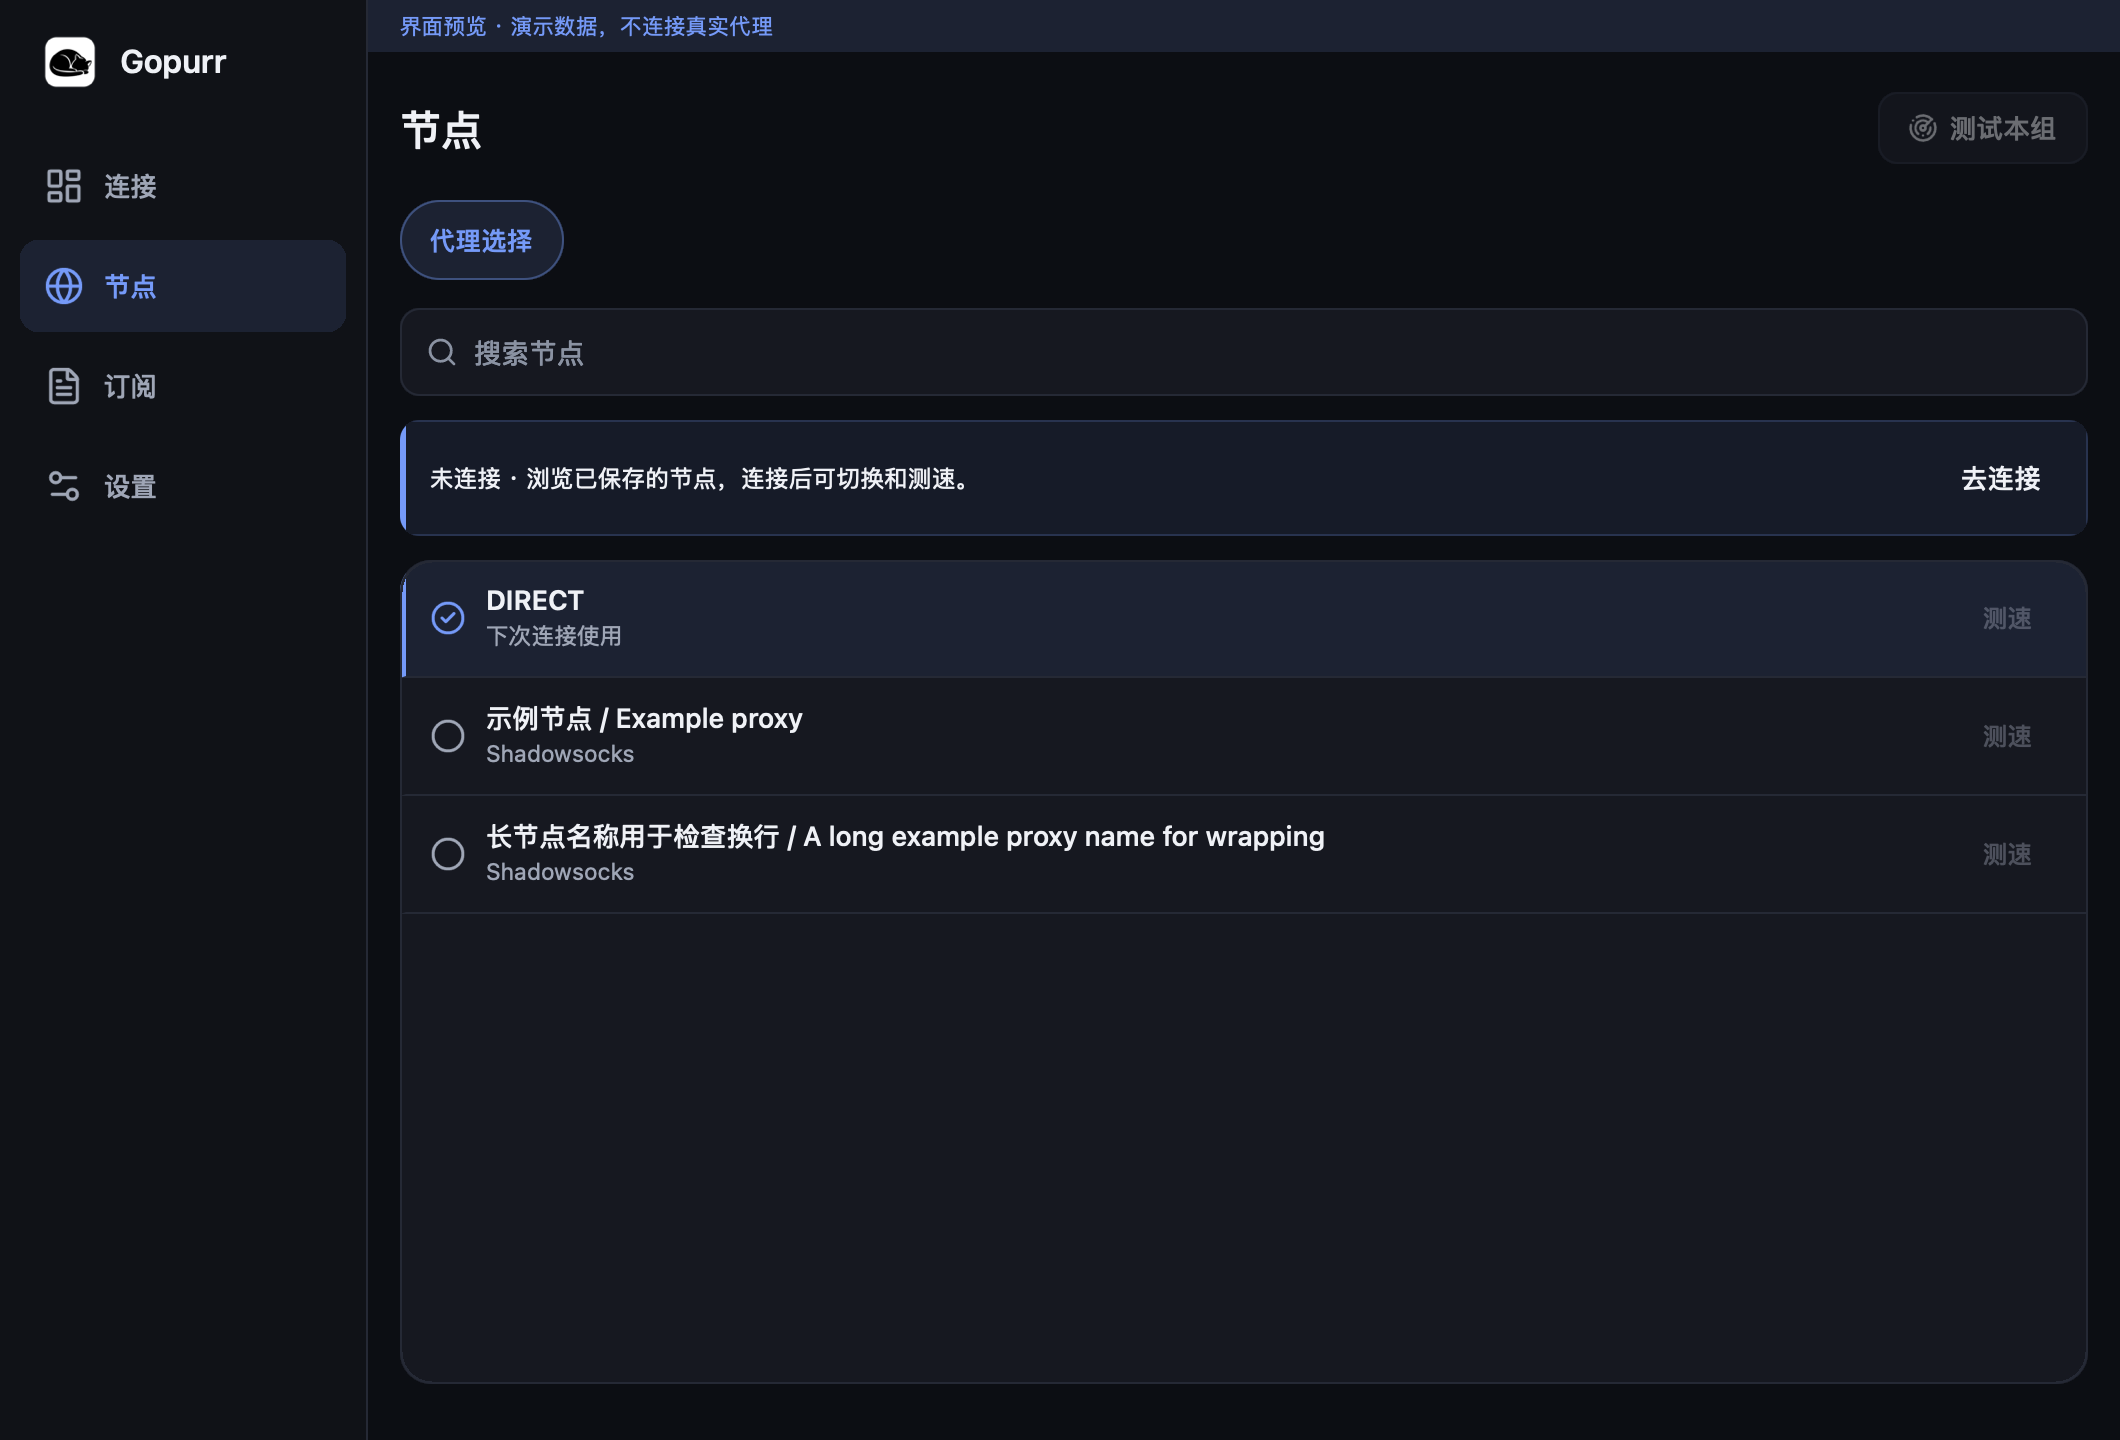 界面预览 · 演示数据，不连接真实代理
Gopurr
连接
节点
订阅
设置
节点
测试本组
代理选择
搜索节点
未连接 · 浏览已保存的节点，连接后可切换和测速。
去连接
DIRECT
下次连接使用
测速
示例节点 / Example proxy
Shadowsocks
测速
长节点名称用于检查换行 / A long example proxy name for wrapping
Shadowsocks
测速